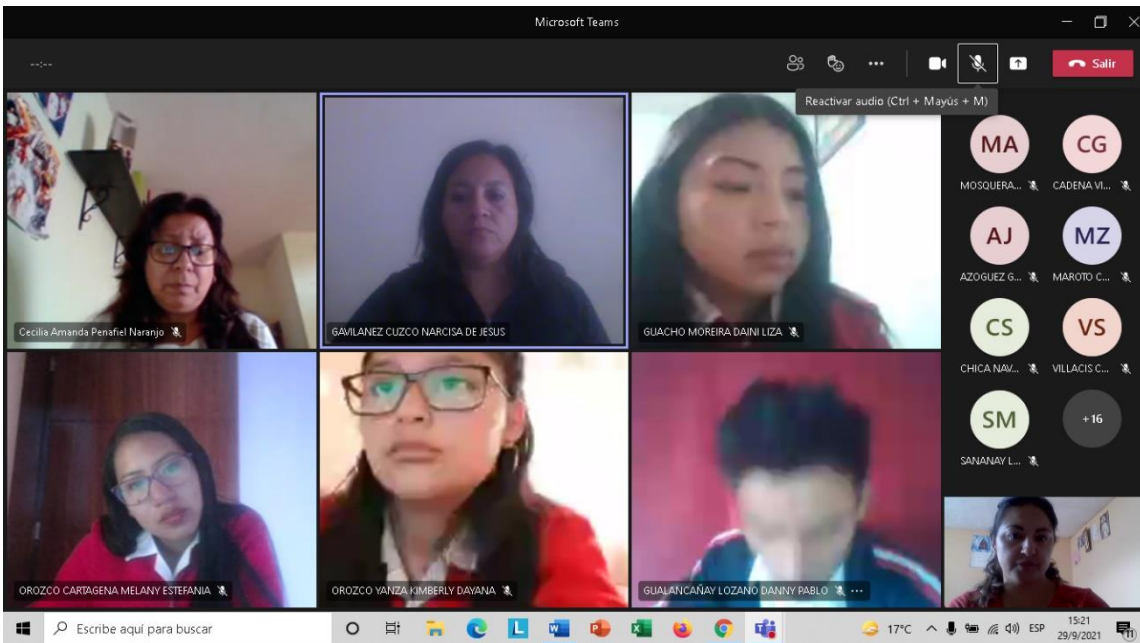 Microsoft Teams
--:--
Salir
Reactivar audio (Ctrl + Mayús + M)
MA
CG
MOSQUERA...
CADENA VI...
AJ
MZ
AZOGUEZ G...
MAROTO C...
CS
VS
CHICA NAV...
VILLACIS C...
SM
+16
SANANAY L...
Cecilia Amanda Penafiel Naranjo
GAVILANEZ CUZCO NARCISA DE JESUS
GUACHO MOREIRA DAINI LIZA
OROZCO CARTAGENA MELANY ESTEFANIA
OROZCO YANZA KIMBERLY DAYANA
GUALANCAÑAY LOZANO DANNY PABLO
Escribe aquí para buscar
17°C
ESP
15:21
29/9/2021